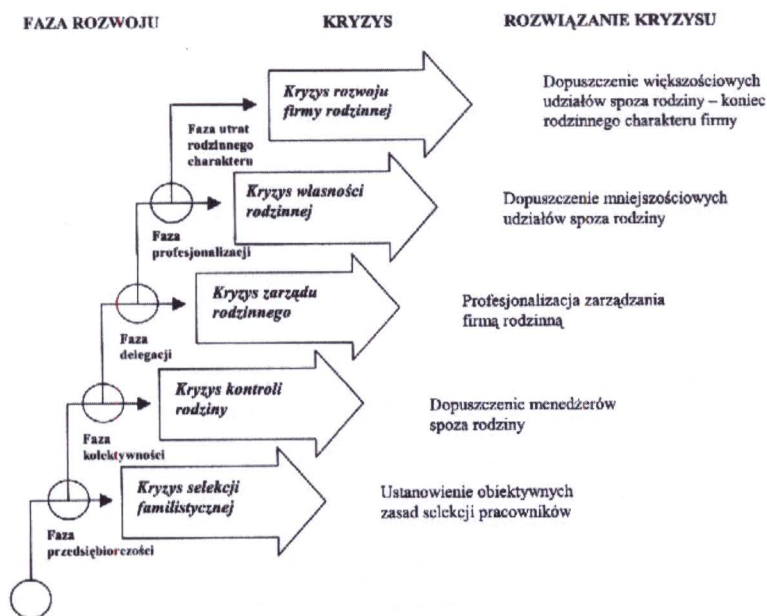 FAZA ROZWOJU KRYZYS ROZWIĄZANIE KRYZYSU
Kryzys rozwoju
firmy rodzinnej
Dopuszczenie większościowych
udziałów spoza rodziny – koniec
rodzinnego charakteru firmy
Faza utrat
rodzinnego
charakteru
Kryzys własności
rodzinnej
Dopuszczenie mniejszościowych
udziałów spoza rodziny
Faza
profesjonalizacji
Kryzys zarządu
rodzinnego
Profesjonalizacja zarządzania
firmą rodzinną
Faza
delegacji
Kryzys kontroli
rodziny
Dopuszczenie menedżerów
spoza rodziny
Faza
kolektywności
Kryzys selekcji
familistycznej
Ustanowienie obiektywnych
zasad selekcji pracowników
Faza
przedsiębiorczości